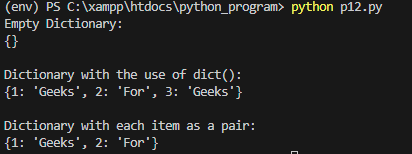 (env) PS C:\xampp\htdocs\python_program> python p12.py
Empty Dictionary:
{}
Dictionary with the use of dict():
{1: 'Geeks', 2: 'For', 3: 'Geeks'}
Dictionary with each item as a pair:
{1: 'Geeks', 2: 'For'}